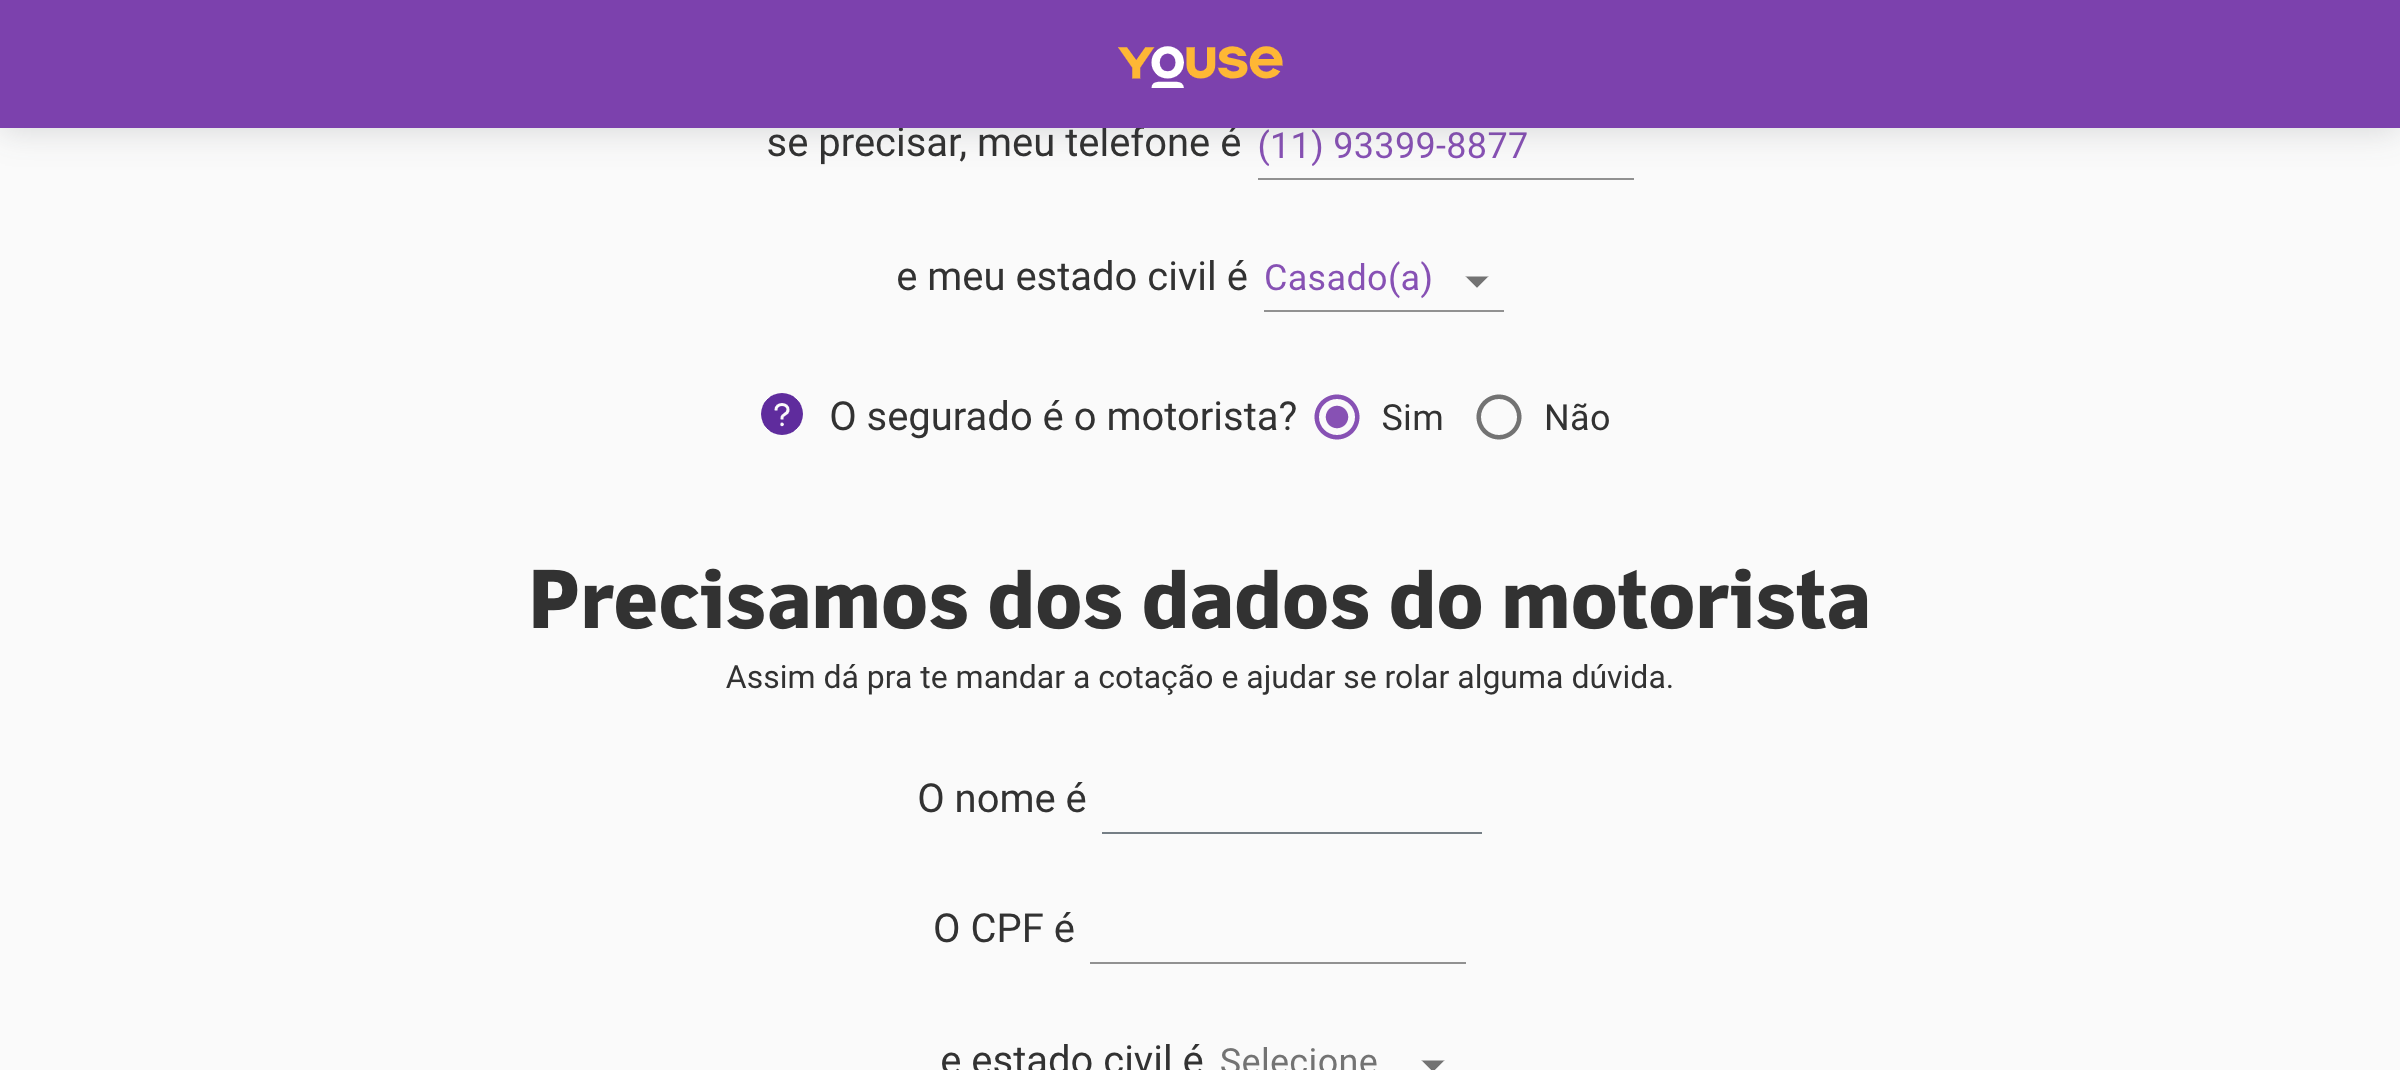 YOUSE
se precisar, meu telefone é (11) 93399-8877
e meu estado civil é Casado(a)
? O segurado é o motorista? Sim Não
Precisamos dos dados do motorista
Assim dá pra te mandar a cotação e ajudar se rolar alguma dúvida.
O nome é
O CPF é
e estado civil é Selecione